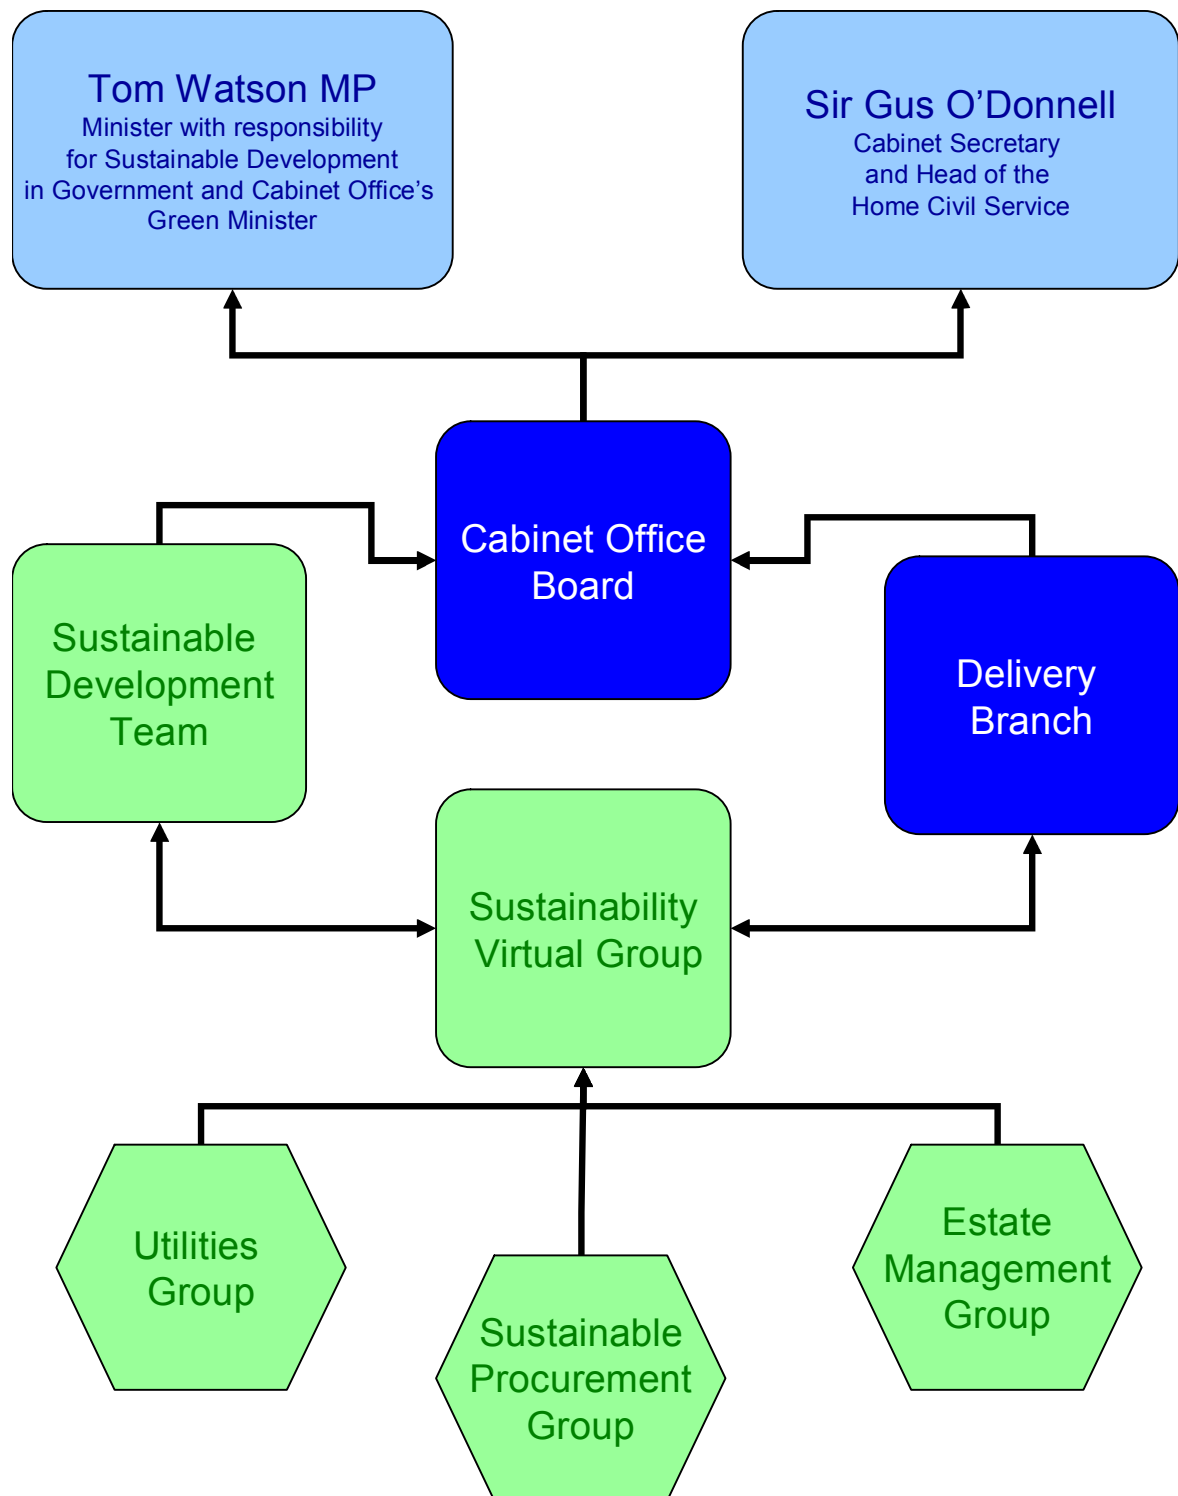 Tom Watson MP
Minister with responsibility
for Sustainable Development
in Government and Cabinet Office’s
Green Minister
Sir Gus O’Donnell
Cabinet Secretary
and Head of the
Home Civil Service
Cabinet Office
Board
Sustainable
Development
Team
Delivery
Branch
Sustainability
Virtual Group
Utilities
Group
Sustainable
Procurement
Group
Estate
Management
Group